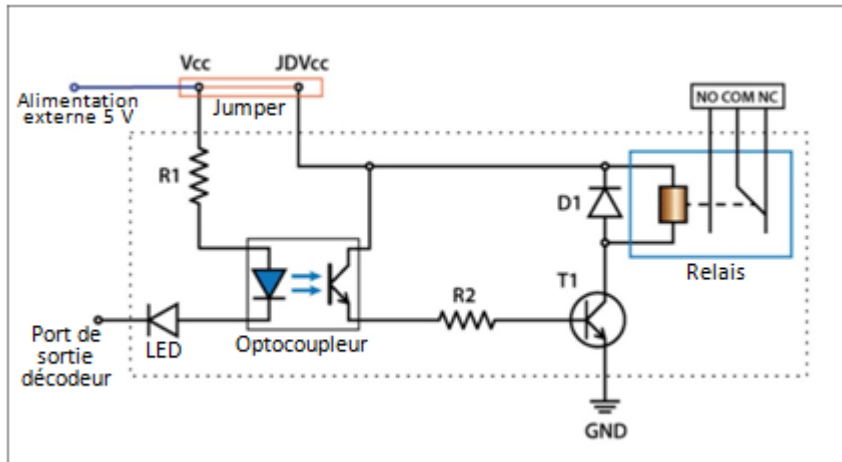 Vcc
JDVcc
Alimentation
externe 5 V
Jumper
NO COM NC
R1
D1
Relais
T1
R2
Port de
sortie
décodeur
LED
Optocoupleur
GND